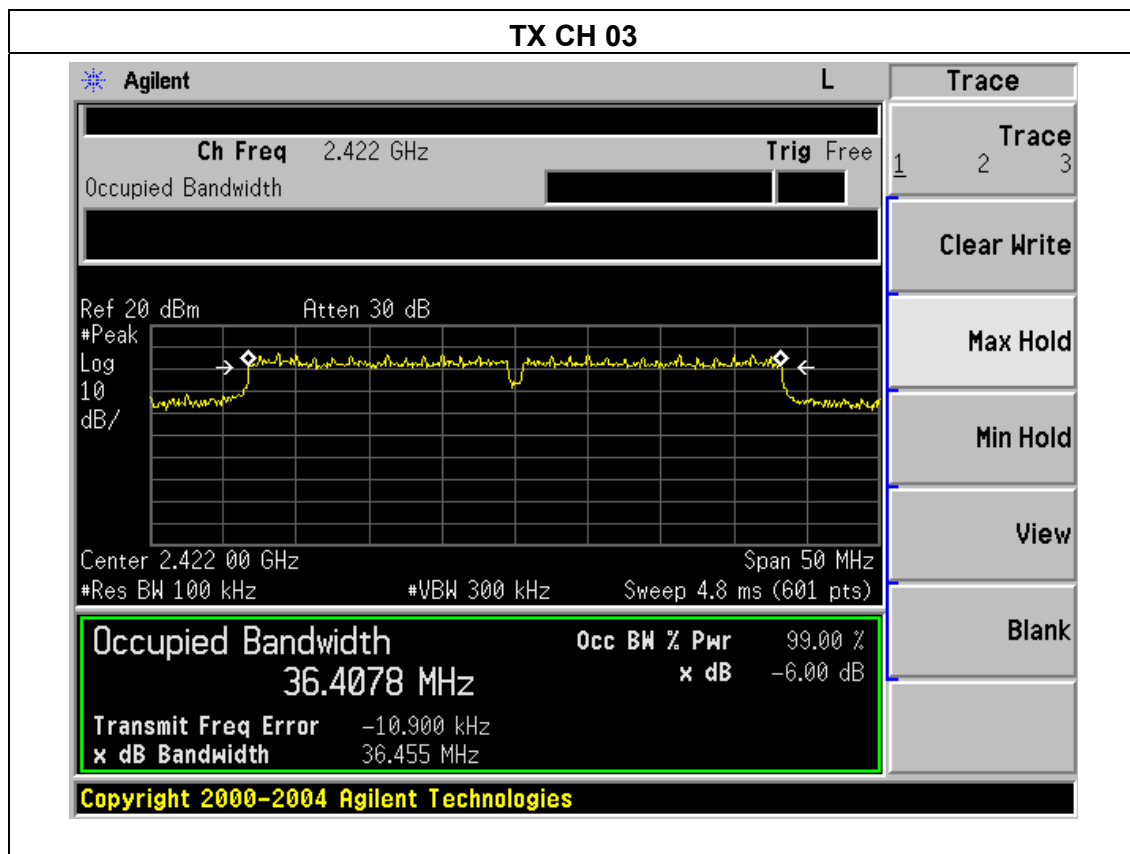 TX CH 03
Agilent L Trace
Ch Freq 2.422 GHz Trig Free
Occupied Bandwidth
Trace
1 2 3
Clear Write
Ref 20 dBm Atten 30 dB
#Peak
Log
10
dB/
Max Hold
Min Hold
View
Center 2.422 00 GHz Span 50 MHz
#Res BW 100 kHz #VBW 300 kHz Sweep 4.8 ms (601 pts)
Blank
Occupied Bandwidth Occ BW % Pwr 99.00 %
36.4078 MHz x dB -6.00 dB
Transmit Freq Error -10.900 kHz
x dB Bandwidth 36.455 MHz
Copyright 2000-2004 Agilent Technologies